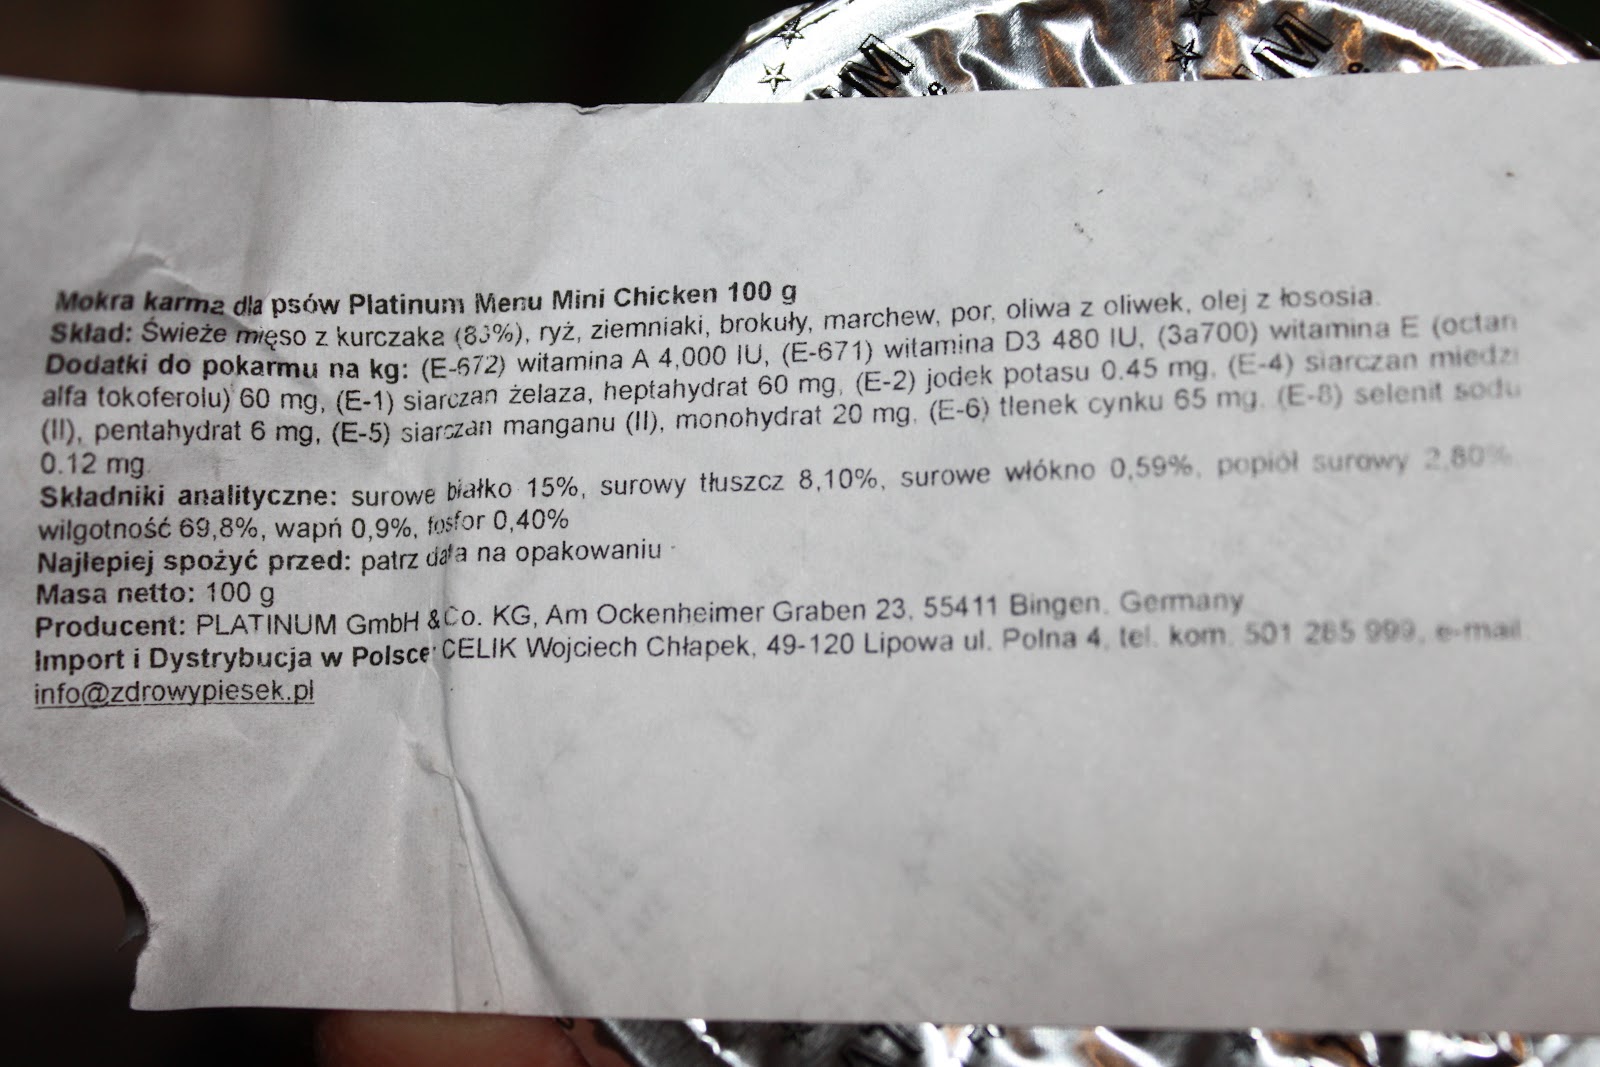 Mokra karma dla psów Platinum Menu Mini Chicken 100 g
Skład: Świeże mięso z kurczaka (83%), ryż, ziemniaki, brokuły, marchew, por, oliwa z oliwek, olej z łososia.
Dodatki do pokarmu na kg: (E-672) witamina A 4,000 IU, (E-671) witamina D3 480 IU, (3a700) witamina E (octan
alfa tokoferolu) 60 mg, (E-1) siarczan żelaza, heptahydrat 60 mg, (E-2) jodek potasu 0.45 mg, (E-4) siarczan miedzi
(II), pentahydrat 6 mg, (E-5) siarczan manganu (II), monohydrat 20 mg, (E-6) tlenek cynku 65 mg, (E-8) selenit sodu
0.12 mg.
Składniki analityczne: surowe białko 15%, surowy tłuszcz 8,10%, surowe włókno 0,59%, popiół surowy 2,80%,
wilgotność 69,8%, wapń 0,9%, fosfor 0,40%
Najlepiej spożyć przed: patrz data na opakowaniu
Masa netto: 100 g
Producent: PLATINUM GmbH & Co. KG, Am Ockenheimer Graben 23, 55411 Bingen, Germany
Import i Dystrybucja w Polsce: CELIK Wojciech Chłapek, 49-120 Lipowa ul. Polna 4, tel. kom. 501 265 999, e-mail:
info@zdrowypiesek.pl